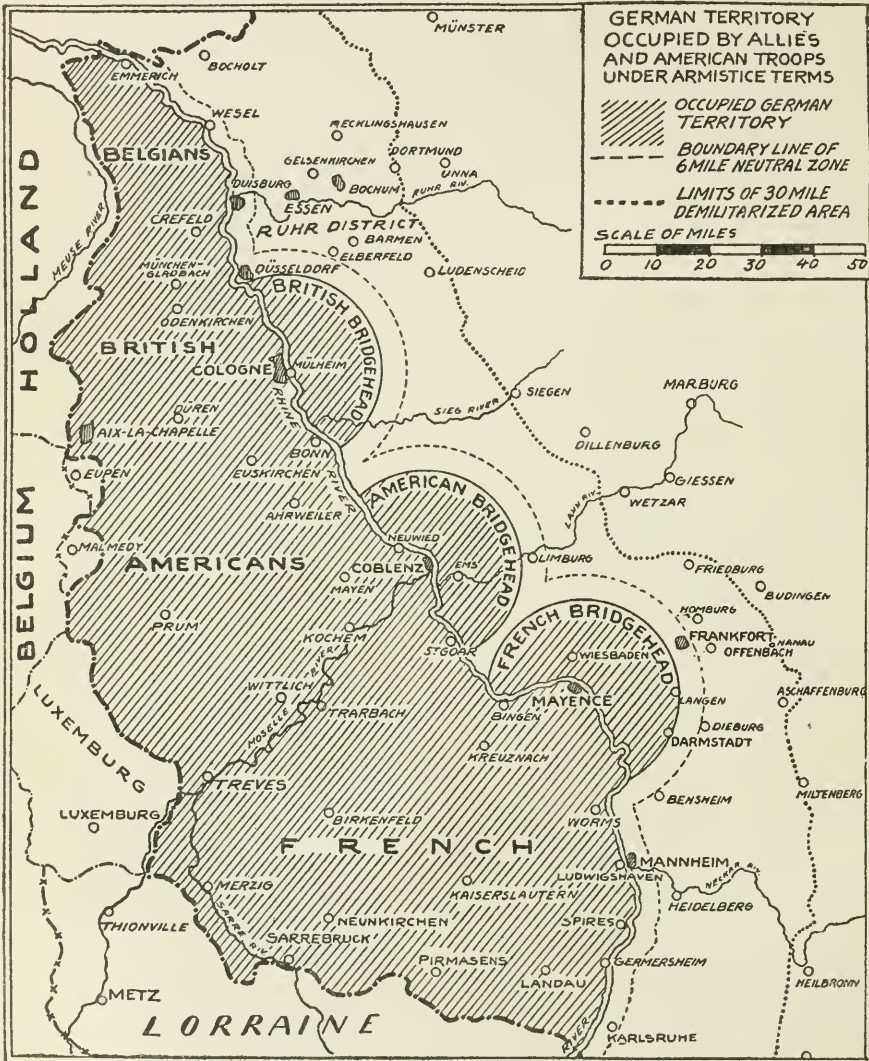 GERMAN TERRITORY
OCCUPIED BY ALLIES
AND AMERICAN TROOPS
UNDER ARMISTICE TERMS
OCCUPIED GERMAN
TERRITORY
BOUNDARY LINE OF
6 MILE NEUTRAL ZONE
LIMITS OF 30 MILE
DEMILITARIZED AREA
SCALE OF MILES
0 10 20 30 40 50
MÜNSTER
BOCHOLT
EMMERICH
WESEL
RECKLINGSHAUSEN
BELGIANS
GELSENKIRCHEN
DORTMUND
UNNA
DUISBURG
ESSEN
BOCHUM
RUHR RIV.
HOLLAND
MEUSE RIVER
CREFELD
RUHR DISTRICT
BARMEN
ELBERFELD
MÜNCHEN-
GLADBACH
DÜSSELDORF
LUDENSCHEID
ODENKIRCHEN
BRITISH BRIDGEHEAD
BRITISH
COLOGNE
MÜLHEIM
RHINE
RIVER
SIEGEN
MARBURG
DÜREN
SIEG RIVER
AIX-LA-CHAPELLE
BONN
DILLENBURG
EUPEN
EUSKIRCHEN
GIESSEN
WETZAR
BELGIUM
AHRWEILER
AMERICAN BRIDGEHEAD
LAHN RIV.
MALMEDY
AMERICANS
NEUWIED
COBLENZ
EMS
LIMBURG
FRIEDBURG
MAYEN
BUDINGEN
PRUM
KOCHEM
ST GOAR
FRENCH BRIDGEHEAD
HOMBURG
FRANKFORT
OFFENBACH
HANAU
WIESBADEN
LUXEMBURG
WITTLICH
MOSELLE RIVER
TRARBACH
BINGEN
MAYENCE
LANGEN
ASCHAFFENBURG
DIEBURG
DARMSTADT
KREUZNACH
TREVES
BENSHEIM
MILTENBERG
LUXEMBURG
BIRKENFELD
WORMS
FRENCH
MANNHEIM
LUDWIGSHAVEN
NECKAR RIV.
MERZIG
KAISERSLAUTERN
HEIDELBERG
THIONVILLE
NEUNKIRCHEN
SPIRES
SARRE RIV.
SARREBRUCK
PIRMASENS
LANDAU
GERMERSHEIM
HEILBRONN
METZ
LORRAINE
RIVER
KARLSRUHE